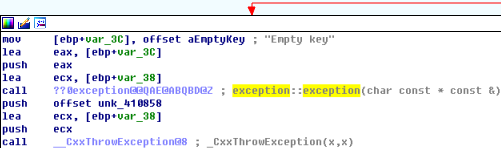 mov [ebp+var_3C], offset aEmptyKey ; "Empty key"
lea eax, [ebp+var_3C]
push eax
lea ecx, [ebp+var_38]
call ??0exception@@QAE@ABQBD@Z ; exception::exception(char const * const &)
push offset unk_410858
lea ecx, [ebp+var_38]
push ecx
call __CxxThrowException@8 ; _CxxThrowException(x,x)